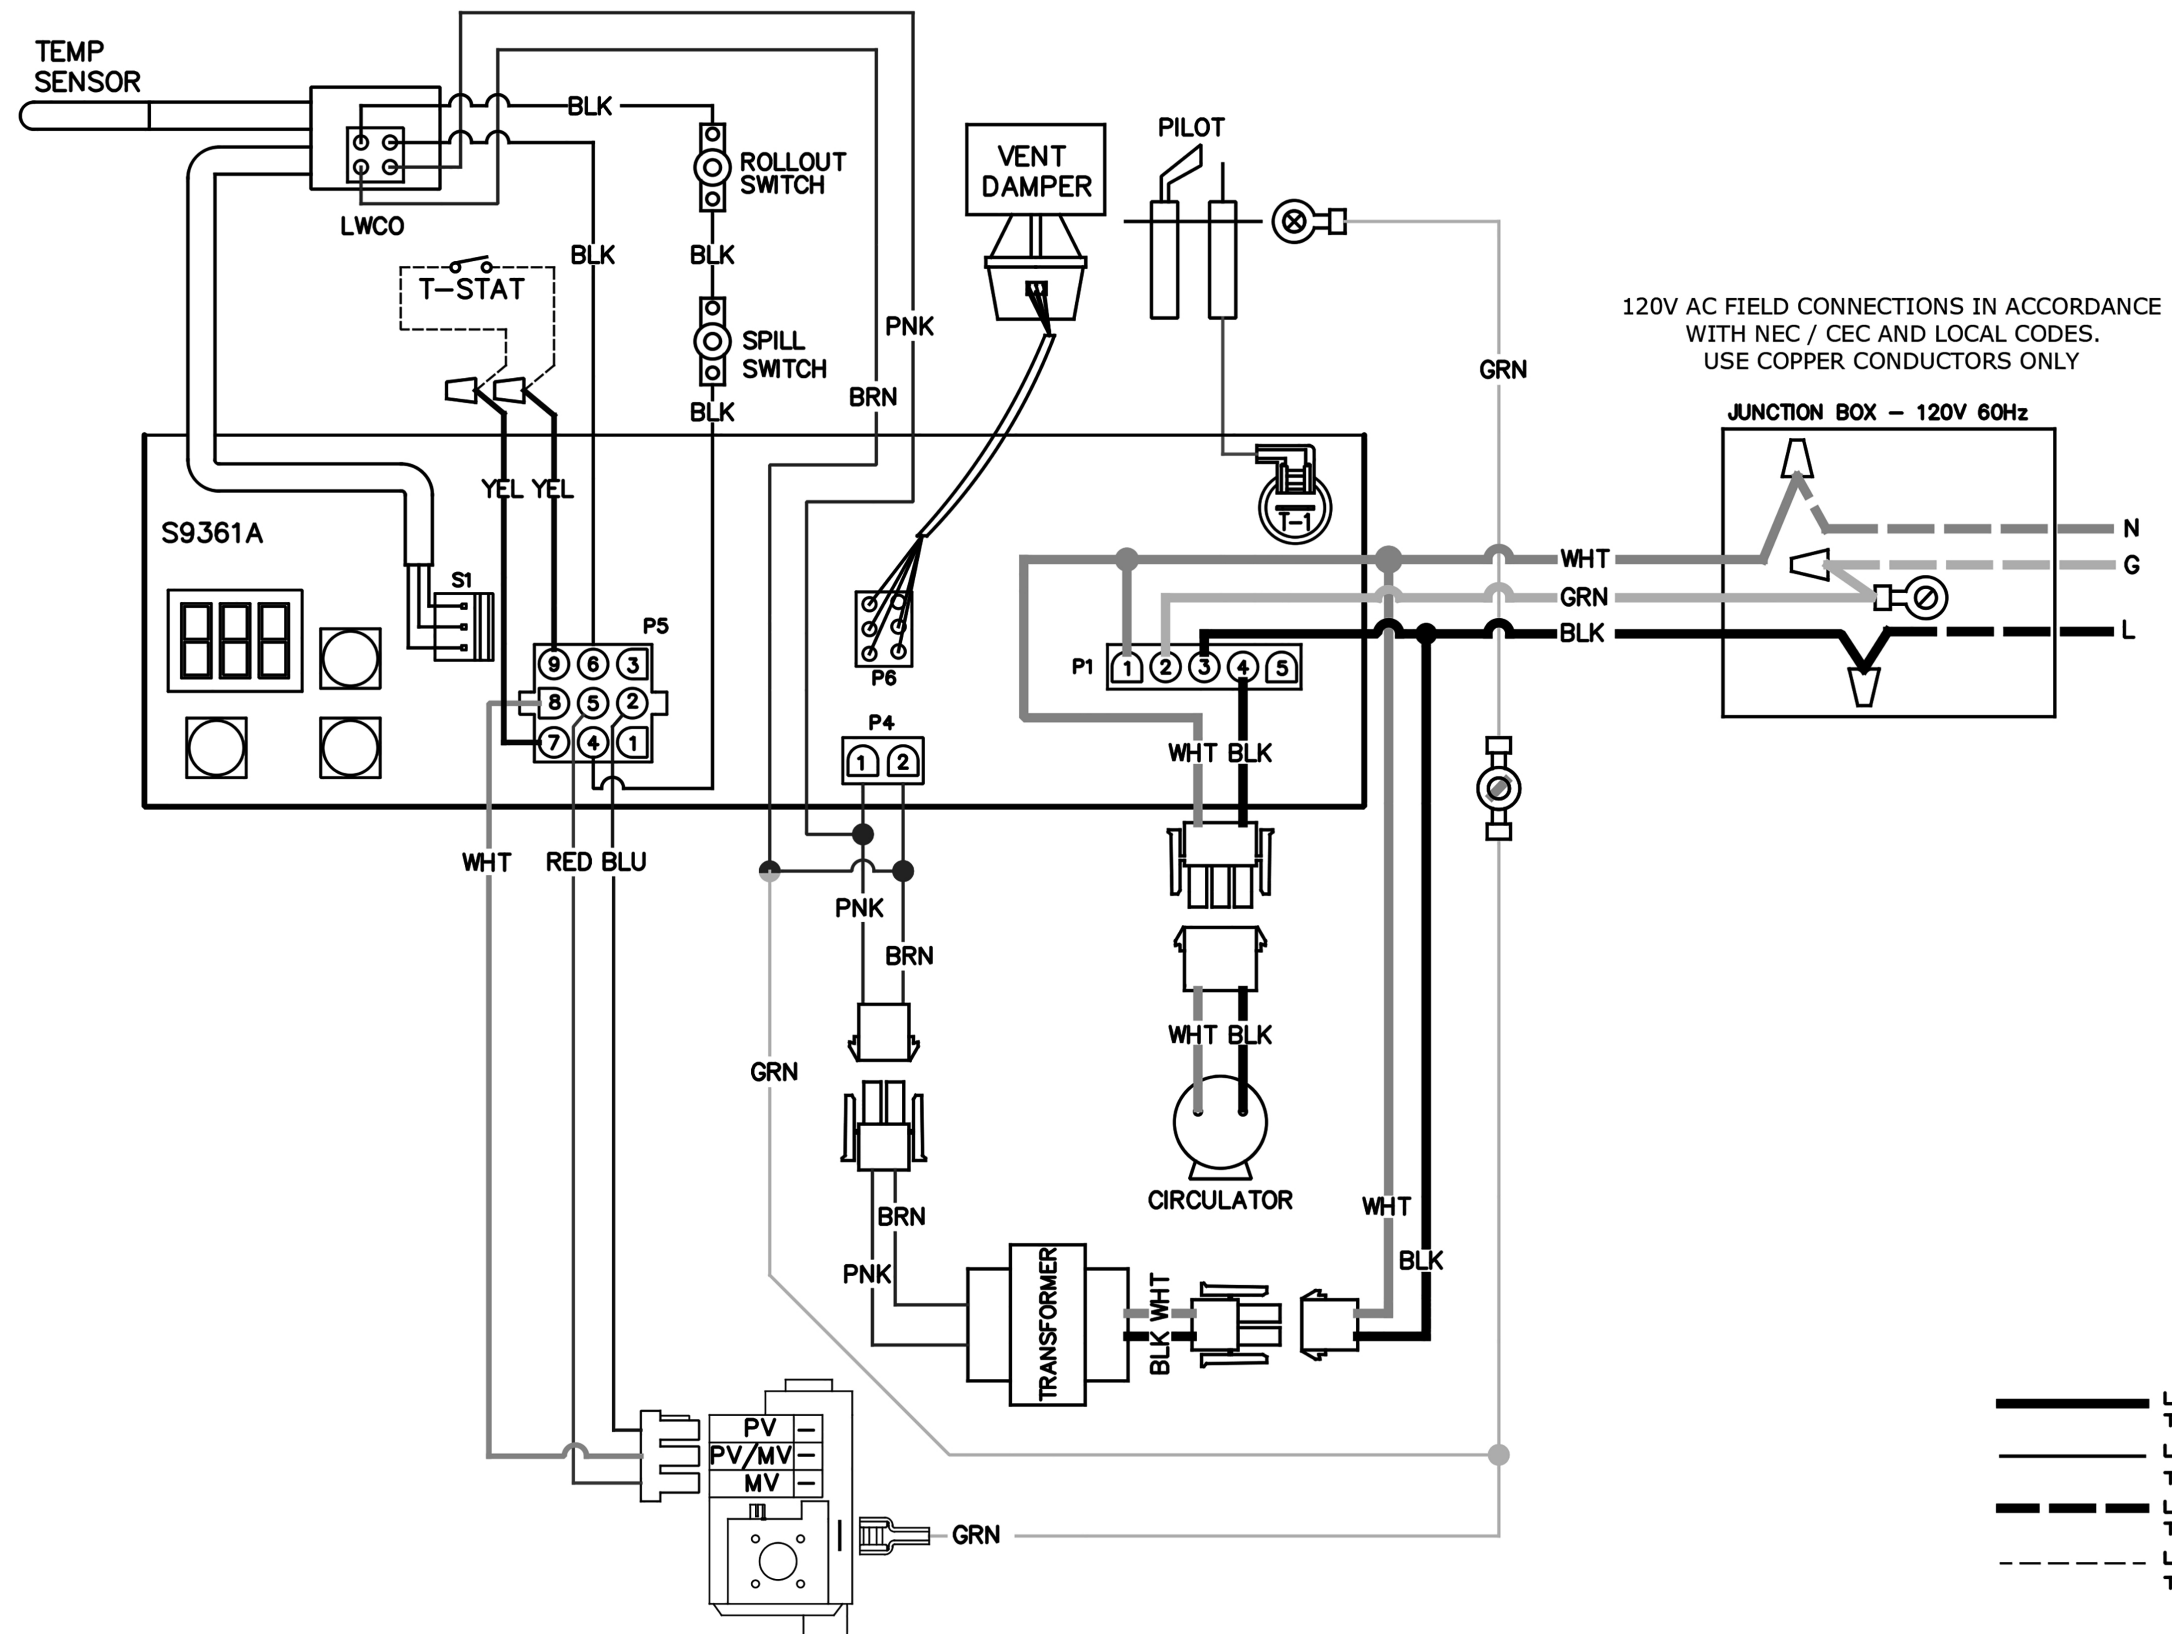 TEMP
SENSOR
BLK
PILOT
ROLLOUT
SWITCH
VENT
DAMPER
LWCO
BLK
BLK
T-STAT
PNK
SPILL
SWITCH
BRN
BLK
GRN
120V AC FIELD CONNECTIONS IN ACCORDANCE
WITH NEC / CEC AND LOCAL CODES.
USE COPPER CONDUCTORS ONLY
JUNCTION BOX - 120V 60Hz
YEL
YEL
S9361A
T-1
N
WHT
G
S1
GRN
P5
BLK
L
9
6
3
8
5
2
7
4
1
P6
P1
1
2
3
4
5
P4
1
2
WHT
BLK
WHT
RED
BLU
PNK
BRN
GRN
WHT
BLK
CIRCULATOR
BRN
WHT
PNK
BLK
TRANSFORMER
WHT
BLK
PV
PV/MV
MV
GRN
L
T
L
T
L
T
L
T